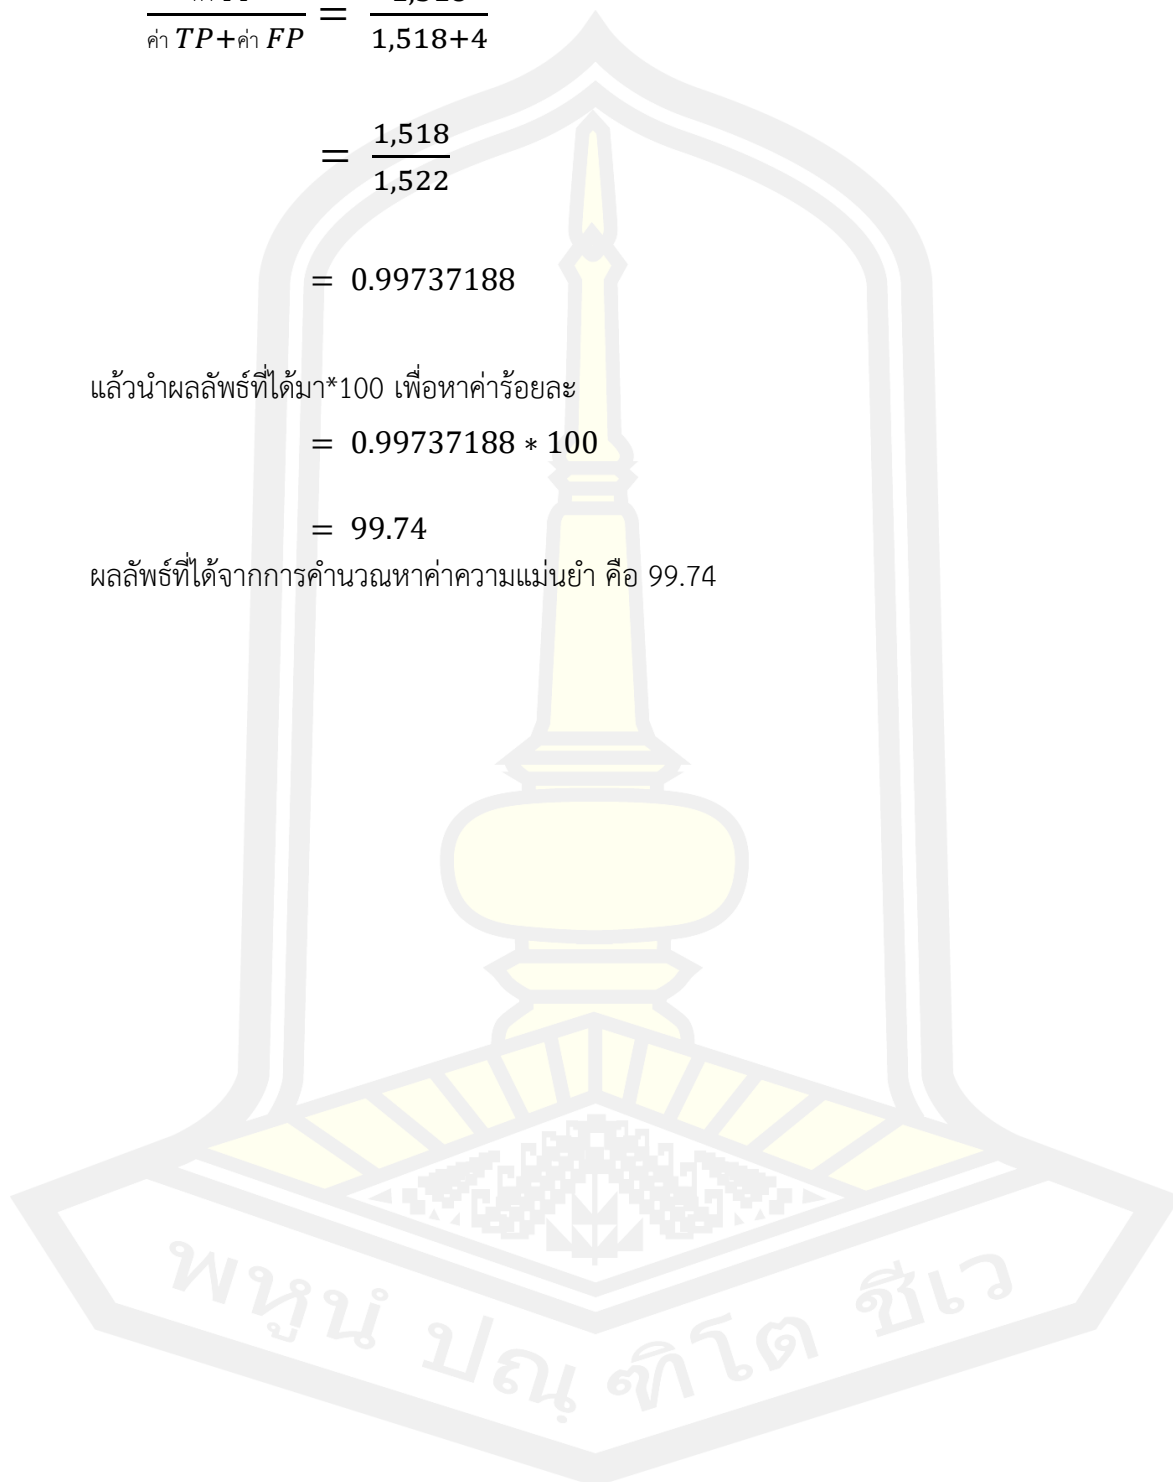 ค่า TP+ค่า FP = 1,518+4
= 1,518
1,522
= 0.99737188
แล้วนำผลลัพธ์ที่ได้มา*100 เพื่อหาค่าร้อยละ
= 0.99737188 * 100
= 99.74
ผลลัพธ์ที่ได้จากการคำนวณหาค่าความแม่นยำ คือ 99.74
พหูนํ ปณฺฑิโต ชีเว